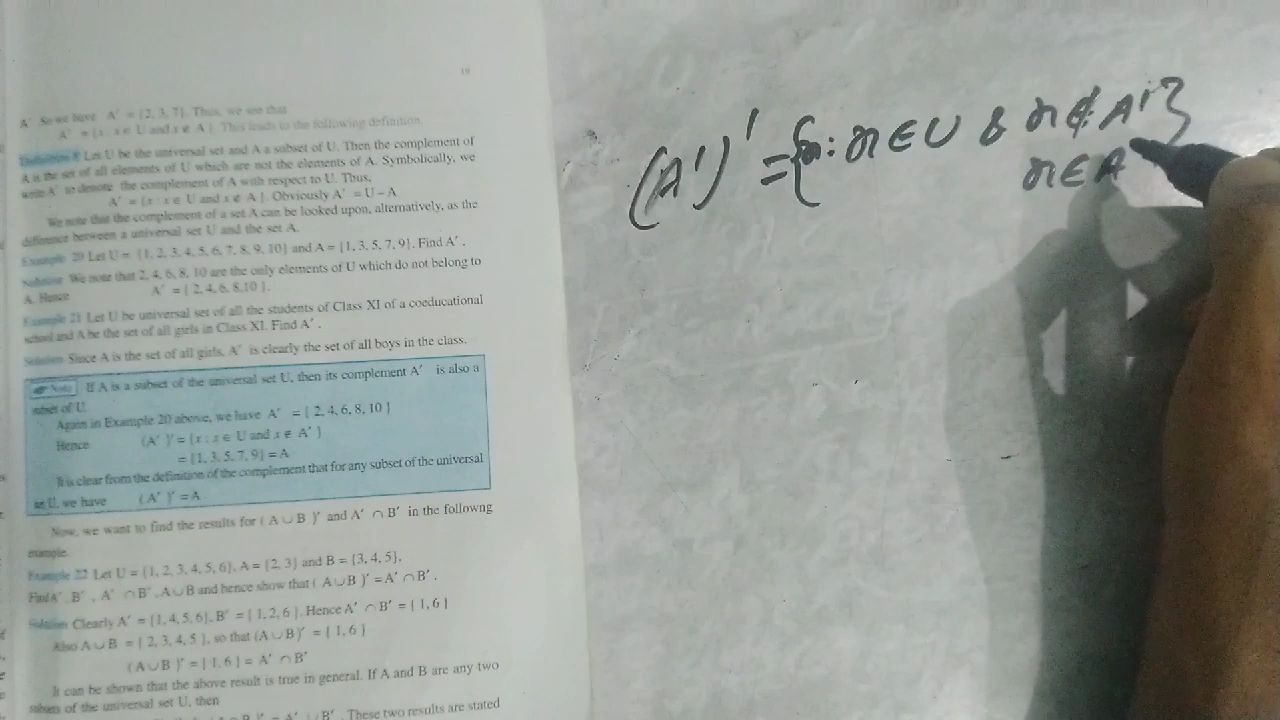 19
A′ So we have A′ = {2, 3, 7}. Thus, we see that
A′ = {x : x ∈ U and x ∉ A}. This leads to the following definition.
Definition 8 Let U be the universal set and A a subset of U. Then the complement of
A is the set of all elements of U which are not the elements of A. Symbolically, we
write A′ to denote the complement of A with respect to U. Thus,
A′ = {x : x ∈ U and x ∉ A}. Obviously A′ = U – A
We note that the complement of a set A can be looked upon, alternatively, as the
difference between a universal set U and the set A.
Example 20 Let U = {1, 2, 3, 4, 5, 6, 7, 8, 9, 10} and A = {1, 3, 5, 7, 9}. Find A′.
Solution We note that 2, 4, 6, 8, 10 are the only elements of U which do not belong to
A. Hence A′ = { 2, 4, 6, 8,10 }.
Example 21 Let U be universal set of all the students of Class XI of a coeducational
school and A be the set of all girls in Class XI. Find A′.
Solution Since A is the set of all girls, A′ is clearly the set of all boys in the class.
Note If A is a subset of the universal set U, then its complement A′ is also a
subset of U.
Again in Example 20 above, we have A′ = { 2, 4, 6, 8, 10 }
Hence (A′)′ = {x : x ∈ U and x ∉ A′}
= {1, 3, 5, 7, 9} = A
It is clear from the definition of the complement that for any subset of the universal
set U, we have (A′)′ = A
Now, we want to find the results for (A ∪ B)′ and A′ ∩ B′ in the followng
example.
Example 22 Let U = {1, 2, 3, 4, 5, 6}, A = {2, 3} and B = {3, 4, 5}.
Find A′, B′, A′ ∩ B′, A ∪ B and hence show that (A ∪ B)′ = A′ ∩ B′.
Solution Clearly A′ = {1, 4, 5, 6}, B′ = { 1, 2, 6 }. Hence A′ ∩ B′ = { 1, 6 }
Also A ∪ B = { 2, 3, 4, 5 }, so that (A ∪ B)′ = { 1, 6 }
(A ∪ B)′ = { 1, 6 } = A′ ∩ B′
It can be shown that the above result is true in general. If A and B are any two
subsets of the universal set U, then
= A′ ∪ B′. These two results are stated
(A′)′ = {x : x ∈ U & x ∉ A′}
x ∈ A